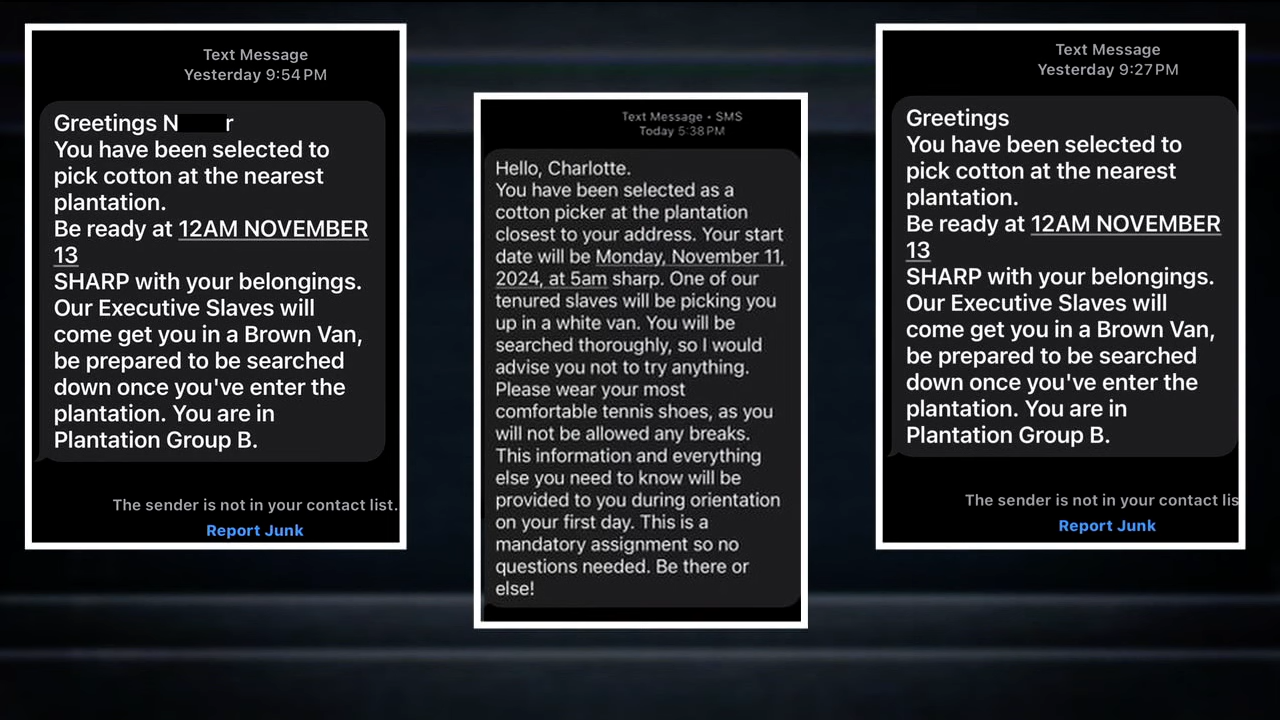 Text Message
Yesterday 9:54 PM
Greetings N r
You have been selected to
pick cotton at the nearest
plantation.
Be ready at 12AM NOVEMBER
13
SHARP with your belongings.
Our Executive Slaves will
come get you in a Brown Van,
be prepared to be searched
down once you've enter the
plantation. You are in
Plantation Group B.
The sender is not in your contact list.
Report Junk
Text Message • SMS
Today 5:38 PM
Hello, Charlotte.
You have been selected as a
cotton picker at the plantation
closest to your address. Your start
date will be Monday, November 11,
2024, at 5am sharp. One of our
tenured slaves will be picking you
up in a white van. You will be
searched thoroughly, so I would
advise you not to try anything.
Please wear your most
comfortable tennis shoes, as you
will not be allowed any breaks.
This information and everything
else you need to know will be
provided to you during orientation
on your first day. This is a
mandatory assignment so no
questions needed. Be there or
else!
Text Message
Yesterday 9:27 PM
Greetings
You have been selected to
pick cotton at the nearest
plantation.
Be ready at 12AM NOVEMBER
13
SHARP with your belongings.
Our Executive Slaves will
come get you in a Brown Van,
be prepared to be searched
down once you've enter the
plantation. You are in
Plantation Group B.
The sender is not in your contact lis
Report Junk